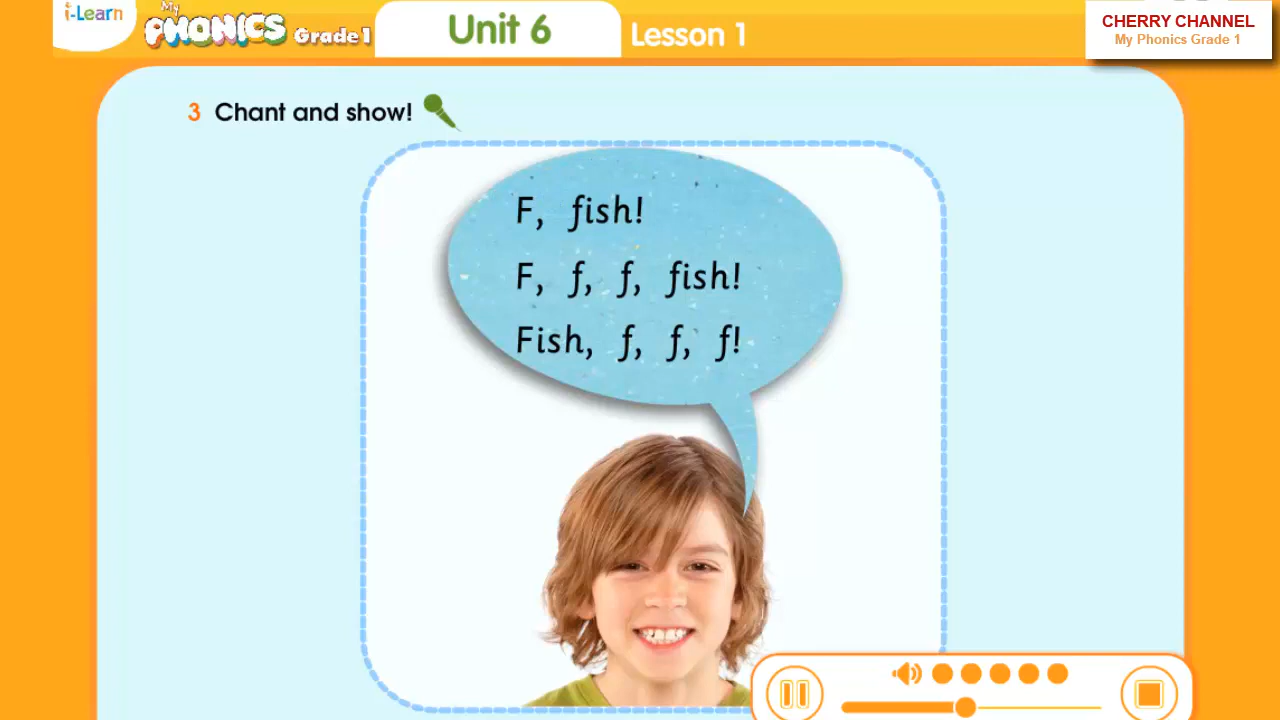 i-Learn
My
PHONICS Grade 1
Unit 6
Lesson 1
CHERRY CHANNEL
My Phonics Grade 1
3 Chant and show!
F, fish!
F, f, f, fish!
Fish, f, f, f!